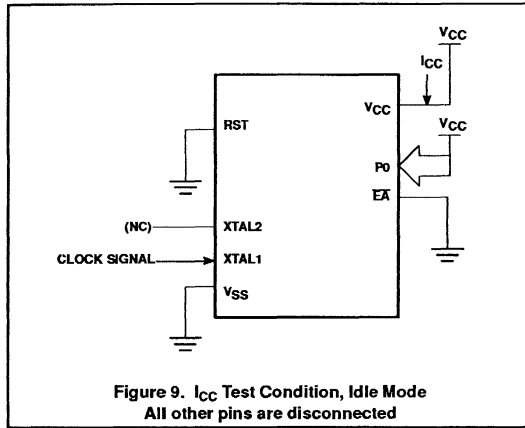 VCC
ICC
VCC
VCC
RST
P0
EA
(NC)
XTAL2
CLOCK SIGNAL
XTAL1
VSS
Figure 9. ICC Test Condition, Idle Mode
All other pins are disconnected